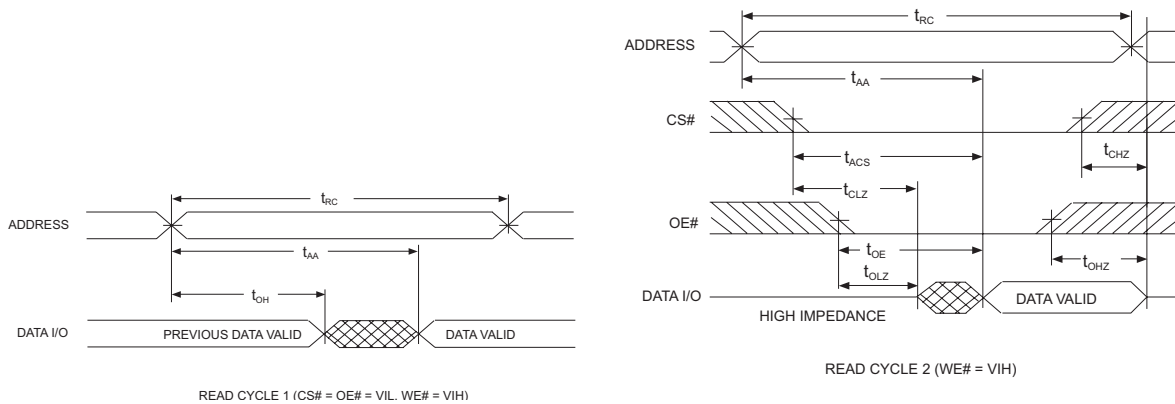 tRC
ADDRESS
tAA
tOH
DATA I/O
PREVIOUS DATA VALID
DATA VALID
READ CYCLE 1 (CS# = OE# = VIL, WE# = VIH)
tRC
ADDRESS
tAA
CS#
tACS
tCHZ
tCLZ
OE#
tOE
tOHZ
tOLZ
DATA I/O
DATA VALID
HIGH IMPEDANCE
READ CYCLE 2 (WE# = VIH)